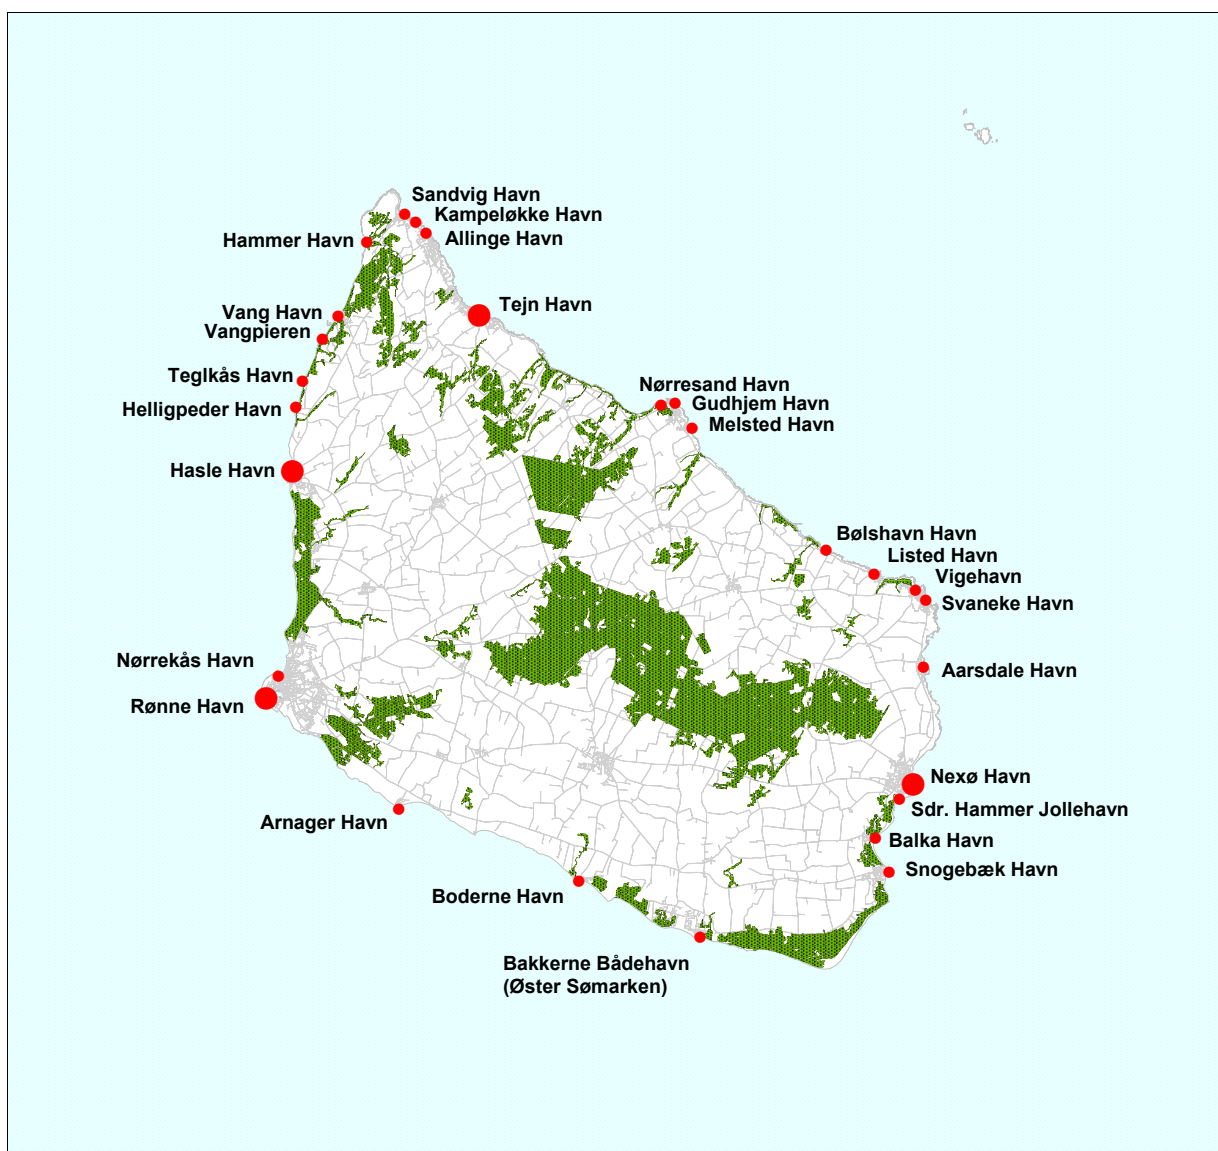 Sandvig Havn
Kampeløkke Havn
Hammer Havn
Allinge Havn
Tejn Havn
Vang Havn
Vangpieren
Teglkås Havn
Nørresand Havn
Helligpeder Havn
Gudhjem Havn
Melsted Havn
Hasle Havn
Bølshavn Havn
Listed Havn
Vigehavn
Svaneke Havn
Nørrekås Havn
Aarsdale Havn
Rønne Havn
Nexø Havn
Sdr. Hammer Jollehavn
Arnager Havn
Balka Havn
Snogebæk Havn
Boderne Havn
Bakkerne Bådehavn
(Øster Sømarken)